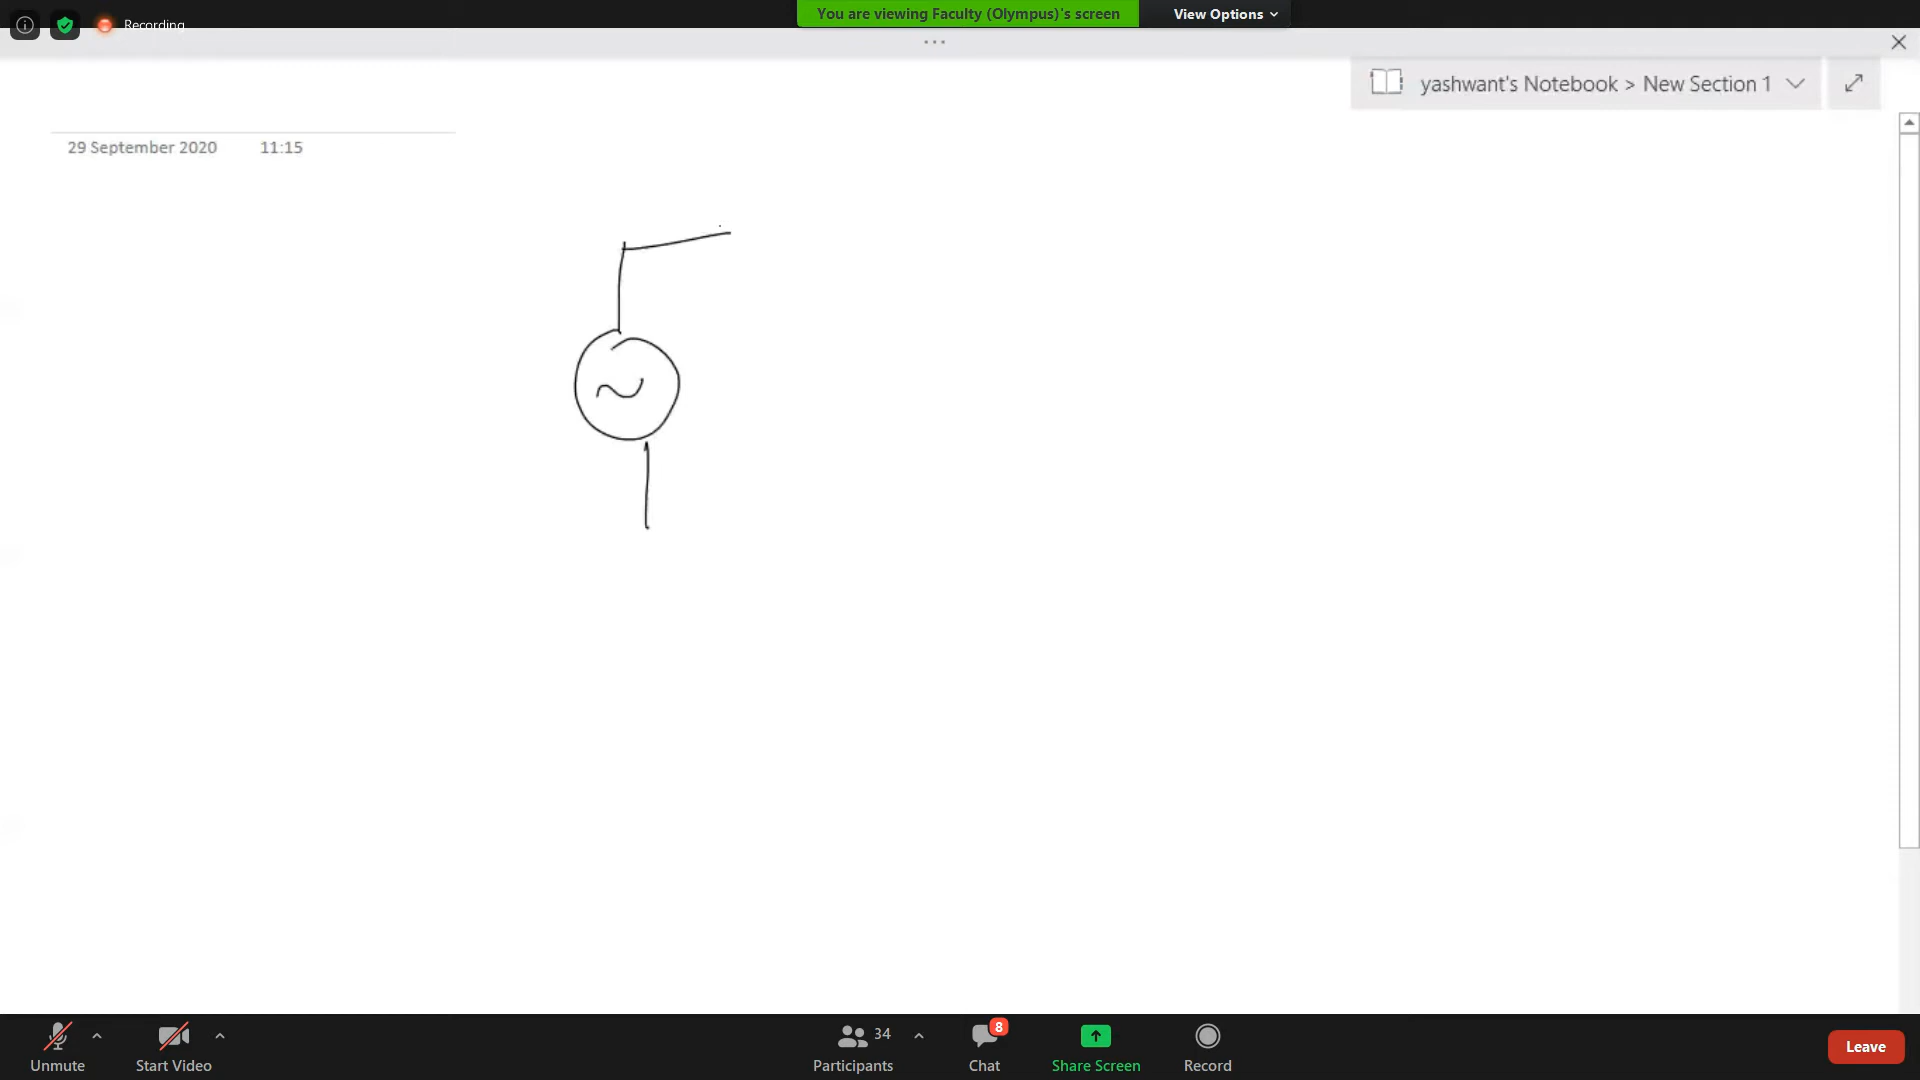 Recording
You are viewing Faculty (Olympus)'s screen
View Options
yashwant's Notebook > New Section 1
29 September 2020 11:15
Unmute
Start Video
34
Participants
8
Chat
Share Screen
Record
Leave